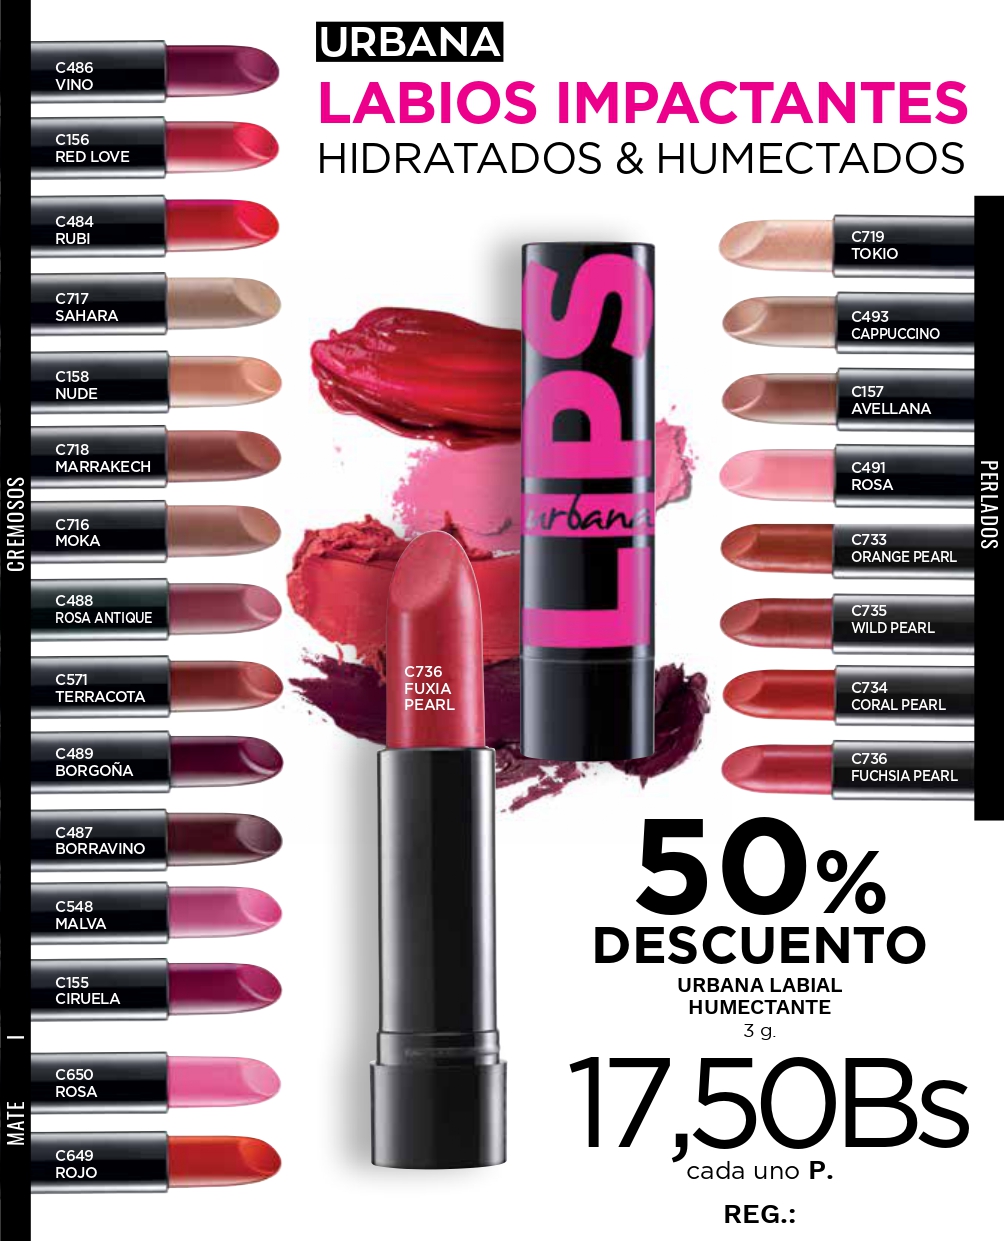 URBANA
LABIOS IMPACTANTES
HIDRATADOS & HUMECTADOS
CREMOSOS
C486
VINO
C156
RED LOVE
C484
RUBI
C717
SAHARA
C158
NUDE
C718
MARRAKECH
C716
MOKA
C488
ROSA ANTIQUE
C571
TERRACOTA
C489
BORGOÑA
C487
BORRAVINO
C548
MALVA
C155
CIRUELA
MATE I
C650
ROSA
C649
ROJO
LIPS
urbana
C736
FUXIA
PEARL
PERLADOS
C719
TOKIO
C493
CAPPUCCINO
C157
AVELLANA
C491
ROSA
C733
ORANGE PEARL
C735
WILD PEARL
C734
CORAL PEARL
C736
FUCHSIA PEARL
50%
DESCUENTO
URBANA LABIAL
HUMECTANTE
3 g.
17,50Bs
cada uno P.
REG.: